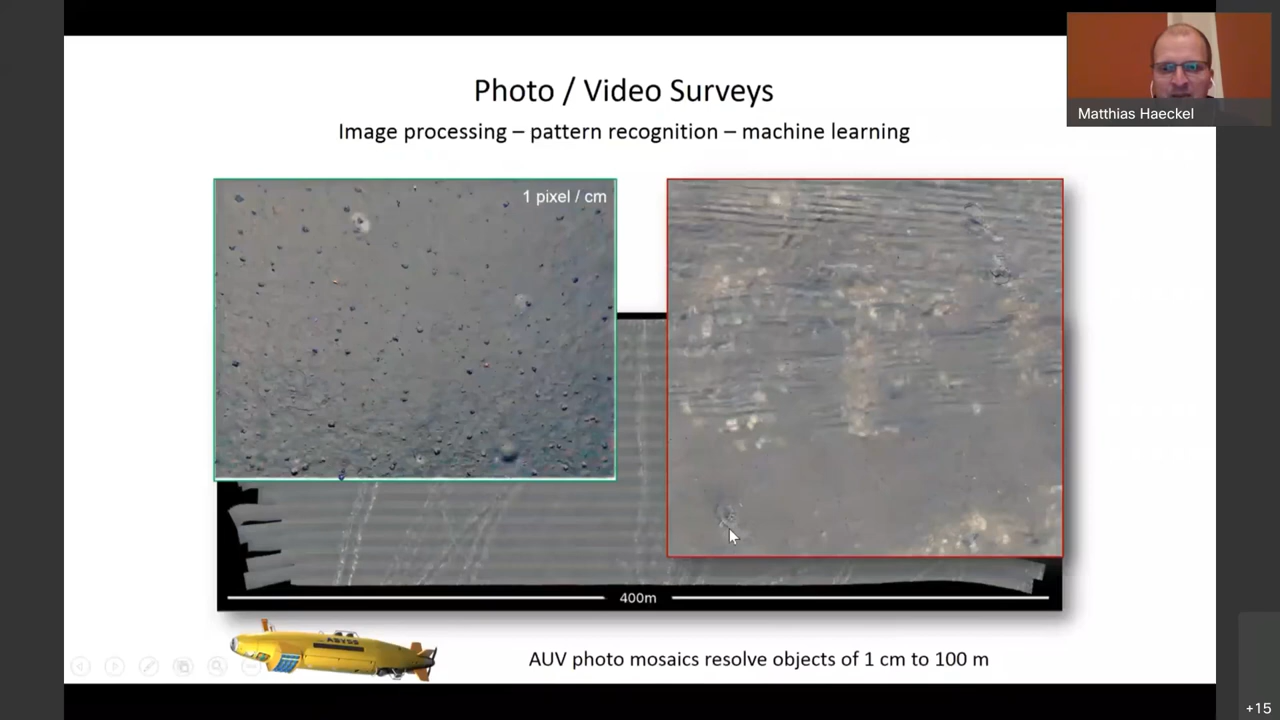 Photo / Video Surveys
Image processing – pattern recognition – machine learning
Matthias Haeckel
1 pixel / cm
400m
ABYSS
AUV photo mosaics resolve objects of 1 cm to 100 m
+15